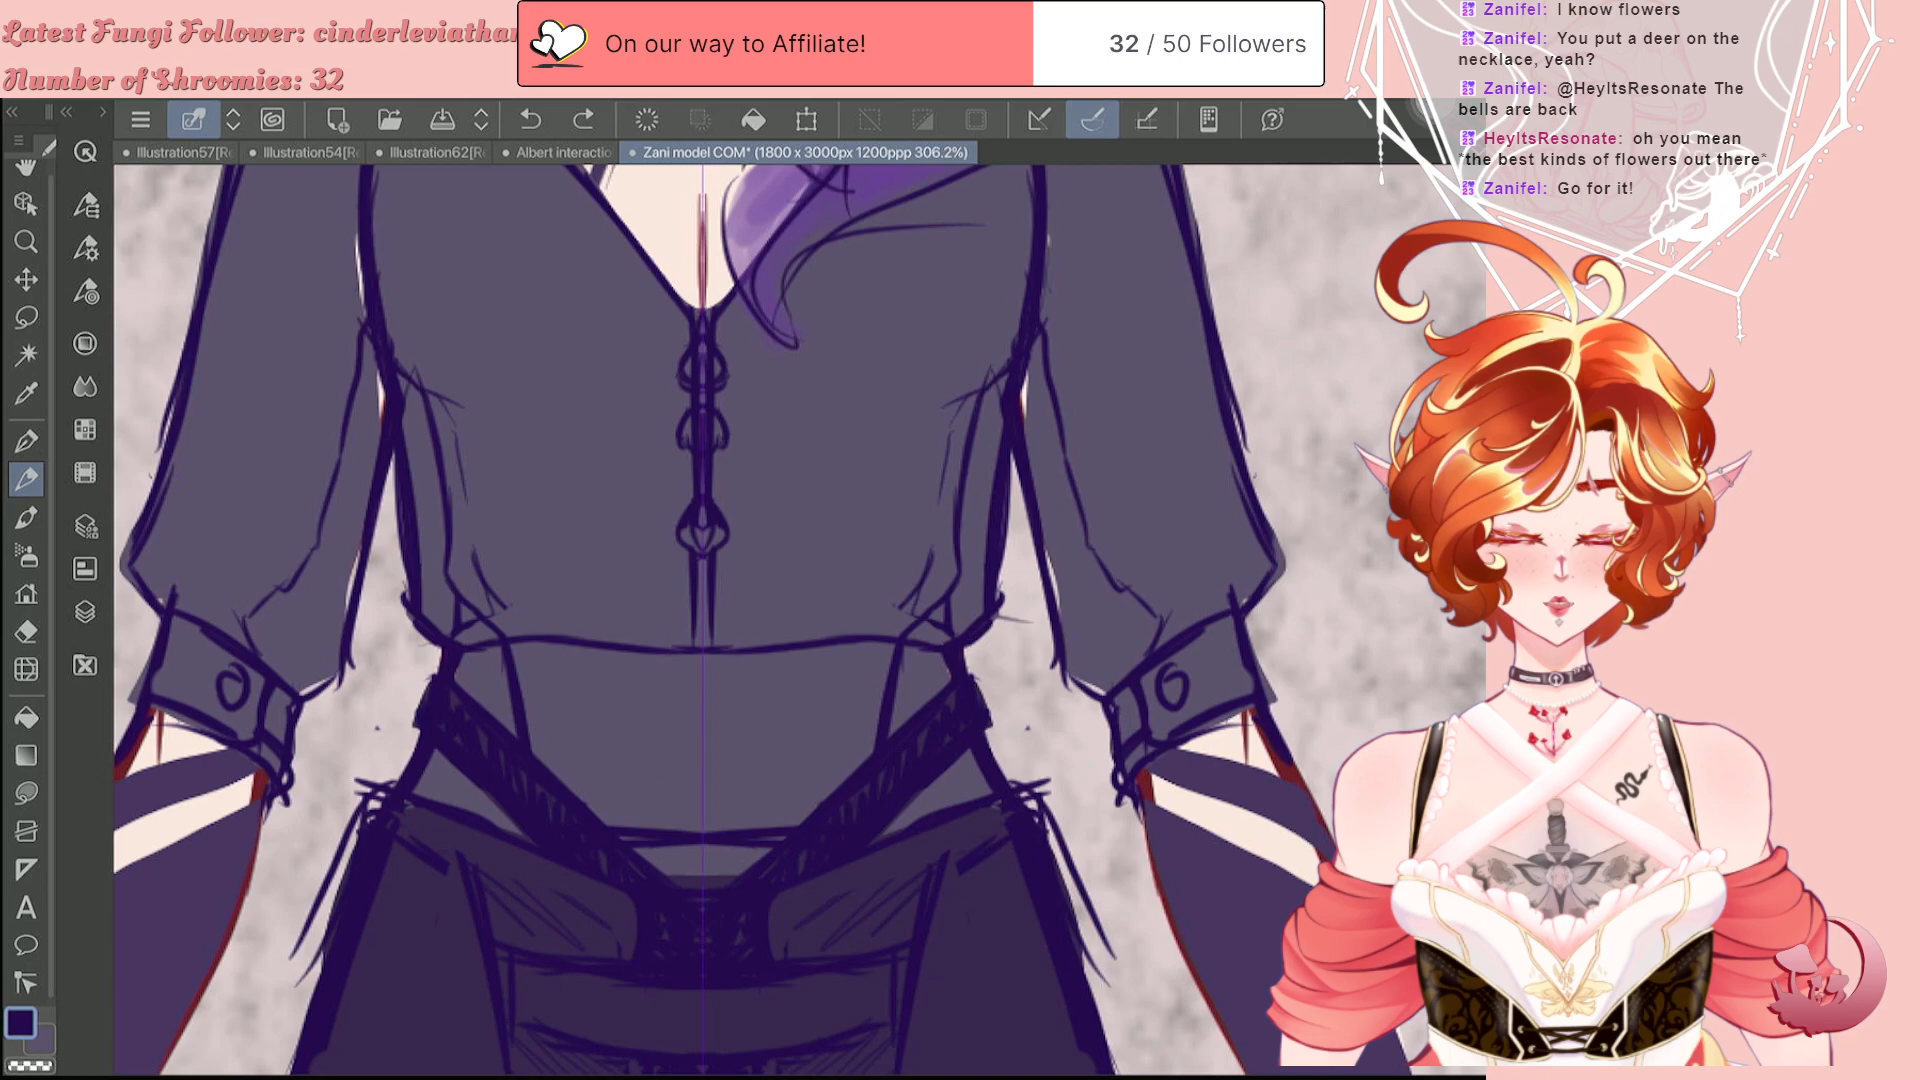 Latest Fungi Follower: cinderleviathan
Number of Shroomies: 32
On our way to Affiliate!
32 / 50 Followers
Zanifel: I know flowers
Zanifel: You put a deer on the
necklace, yeah?
Zanifel: @HeyItsResonate The
bells are back
HeyItsResonate: oh you mean
*the best kinds of flowers out there*
Zanifel: Go for it!
Illustration57[Re
Illustration54[Re
Illustration62[Re
Albert interactio
Zani model COM* (1800 x 3000px 1200ppp 306.2%)